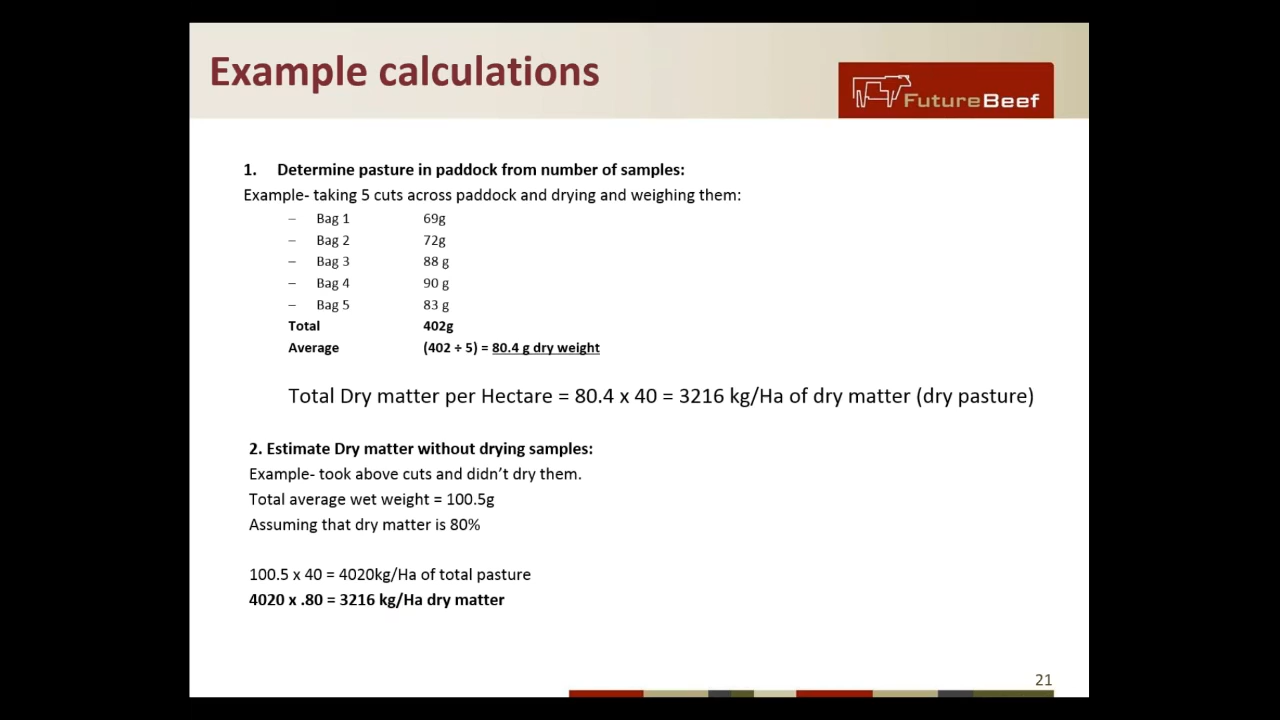 Example calculations
FutureBeef
1. Determine pasture in paddock from number of samples:
Example- taking 5 cuts across paddock and drying and weighing them:
– Bag 1 69g
– Bag 2 72g
– Bag 3 88 g
– Bag 4 90 g
– Bag 5 83 g
Total 402g
Average (402 ÷ 5) = 80.4 g dry weight
Total Dry matter per Hectare = 80.4 x 40 = 3216 kg/Ha of dry matter (dry pasture)
2. Estimate Dry matter without drying samples:
Example- took above cuts and didn’t dry them.
Total average wet weight = 100.5g
Assuming that dry matter is 80%
100.5 x 40 = 4020kg/Ha of total pasture
4020 x .80 = 3216 kg/Ha dry matter
21